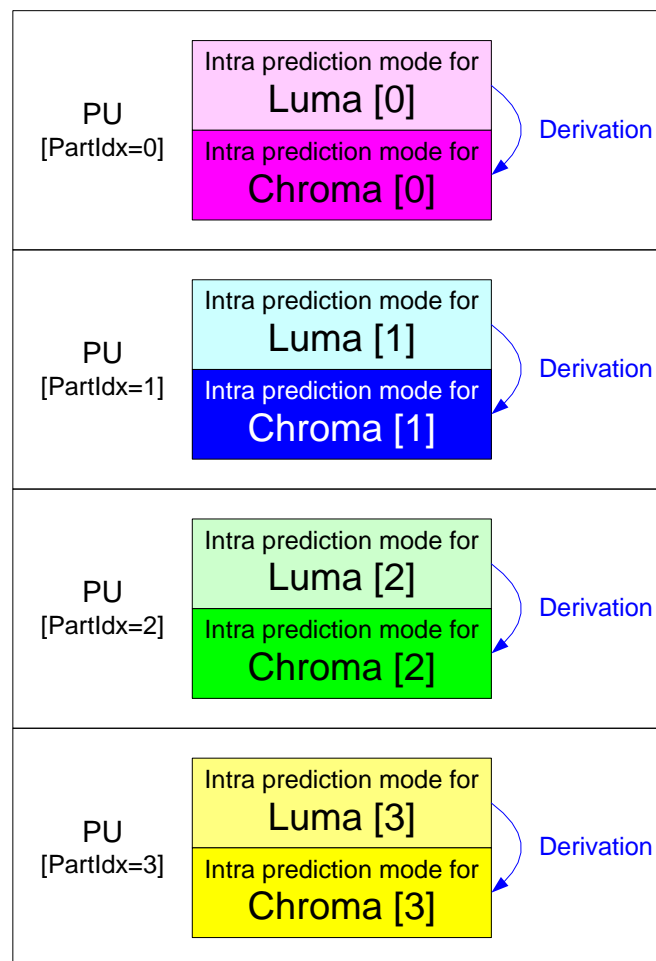 Intra prediction mode for
Luma [0]
PU
[PartIdx=0]
Derivation
Intra prediction mode for
Chroma [0]
Intra prediction mode for
Luma [1]
PU
[PartIdx=1]
Derivation
Intra prediction mode for
Chroma [1]
Intra prediction mode for
Luma [2]
PU
[PartIdx=2]
Derivation
Intra prediction mode for
Chroma [2]
Intra prediction mode for
Luma [3]
PU
[PartIdx=3]
Derivation
Intra prediction mode for
Chroma [3]